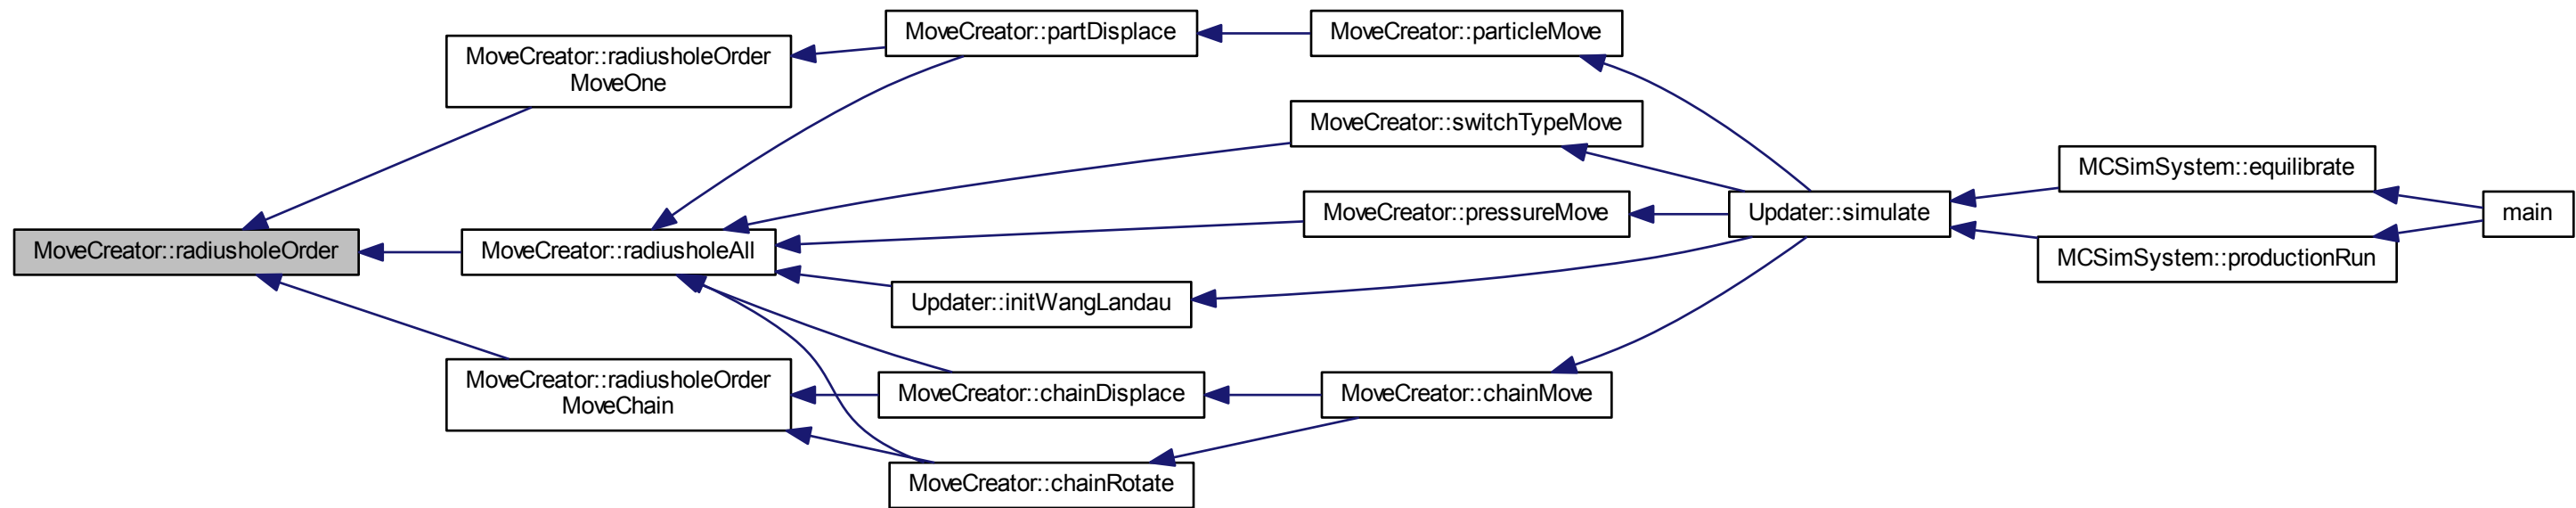 MoveCreator::partDisplace
MoveCreator::particleMove
MoveCreator::radiusholeOrder
MoveOne
MoveCreator::switchTypeMove
MCSimSystem::equilibrate
MoveCreator::pressureMove
Updater::simulate
main
MoveCreator::radiusholeOrder
MoveCreator::radiusholeAll
MCSimSystem::productionRun
Updater::initWangLandau
MoveCreator::radiusholeOrder
MoveChain
MoveCreator::chainDisplace
MoveCreator::chainMove
MoveCreator::chainRotate